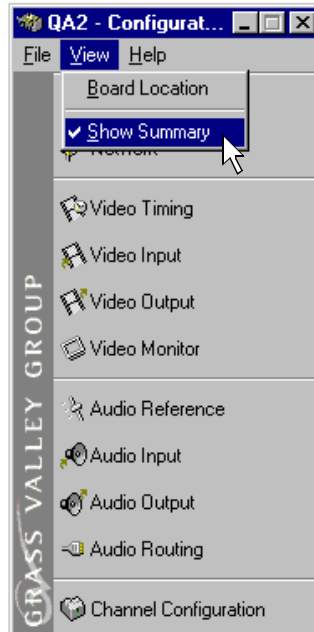 QA2 - Configurat...
File View Help
Board Location
Show Summary
Network
Video Timing
Video Input
Video Output
Video Monitor
Audio Reference
Audio Input
Audio Output
Audio Routing
Channel Configuration
GRASS VALLEY GROUP